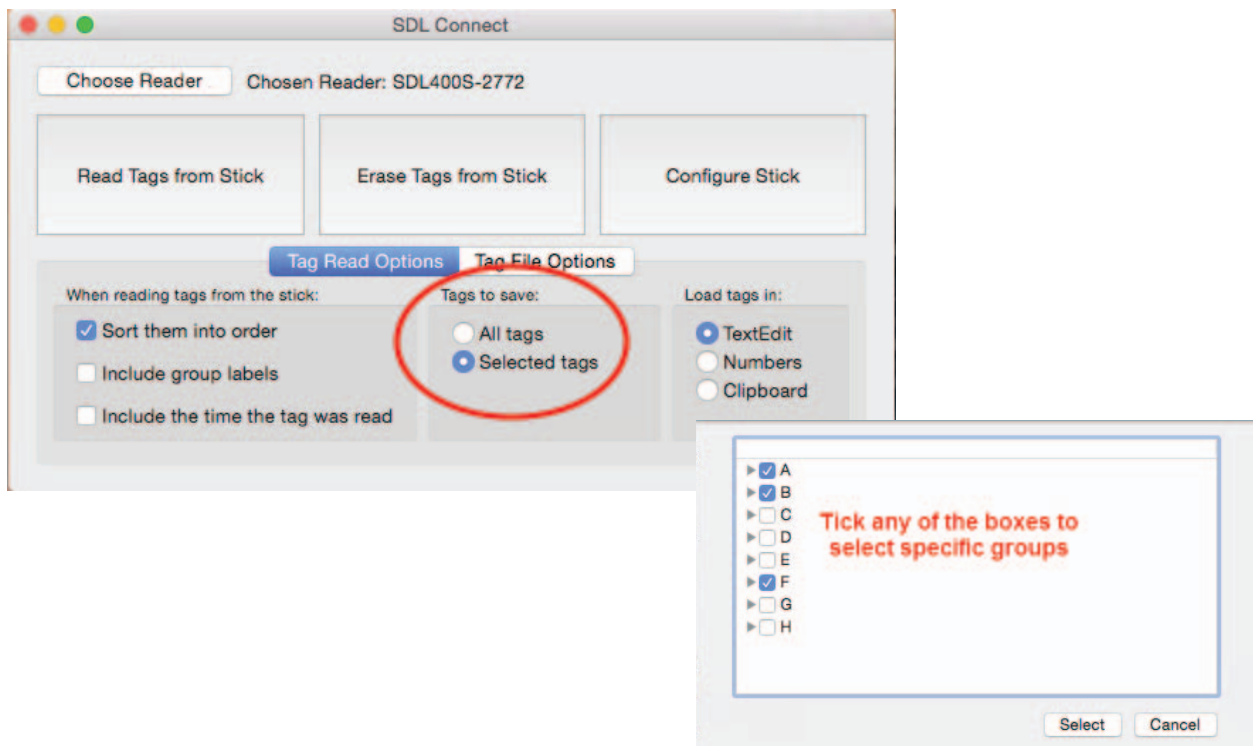 SDL Connect
Choose Reader
Chosen Reader: SDL400S-2772
Read Tags from Stick
Erase Tags from Stick
Configure Stick
Tag Read Options
Tag File Options
When reading tags from the stick:
Sort them into order
Include group labels
Include the time the tag was read
Tags to save:
All tags
Selected tags
Load tags in:
TextEdit
Numbers
Clipboard
A
B
C
D
E
F
G
H
Tick any of the boxes to
select specific groups
Select
Cancel